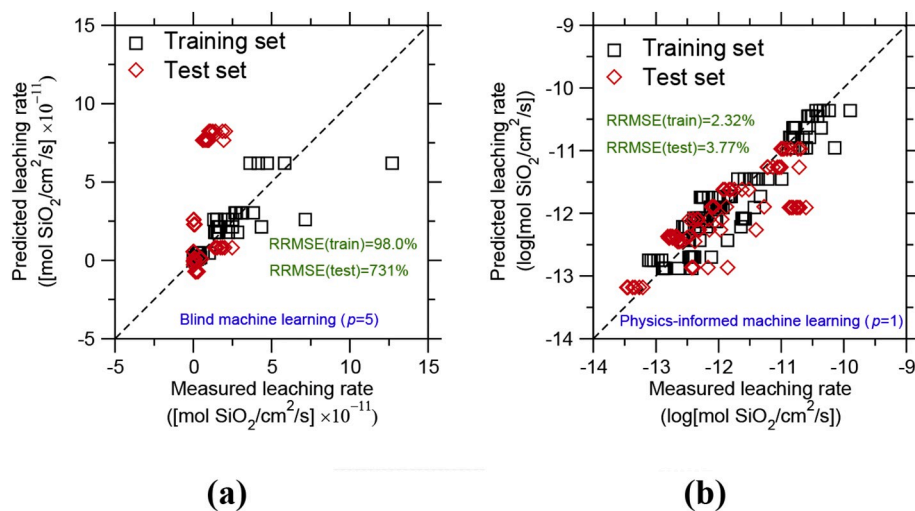 Training set
Test set
RRMSE(train)=98.0%
RRMSE(test)=731%
Blind machine learning (p=5)
15
10
5
0
-5
-5
0
5
10
15
Predicted leaching rate
([mol SiO₂/cm²/s] ×10⁻¹¹)
Measured leaching rate
([mol SiO₂/cm²/s] ×10⁻¹¹)
(a)
Training set
Test set
RRMSE(train)=2.32%
RRMSE(test)=3.77%
Physics-informed machine learning (p=1)
-9
-10
-11
-12
-13
-14
-14
-13
-12
-11
-10
-9
Predicted leaching rate
(log[mol SiO₂/cm²/s])
Measured leaching rate
(log[mol SiO₂/cm²/s])
(b)